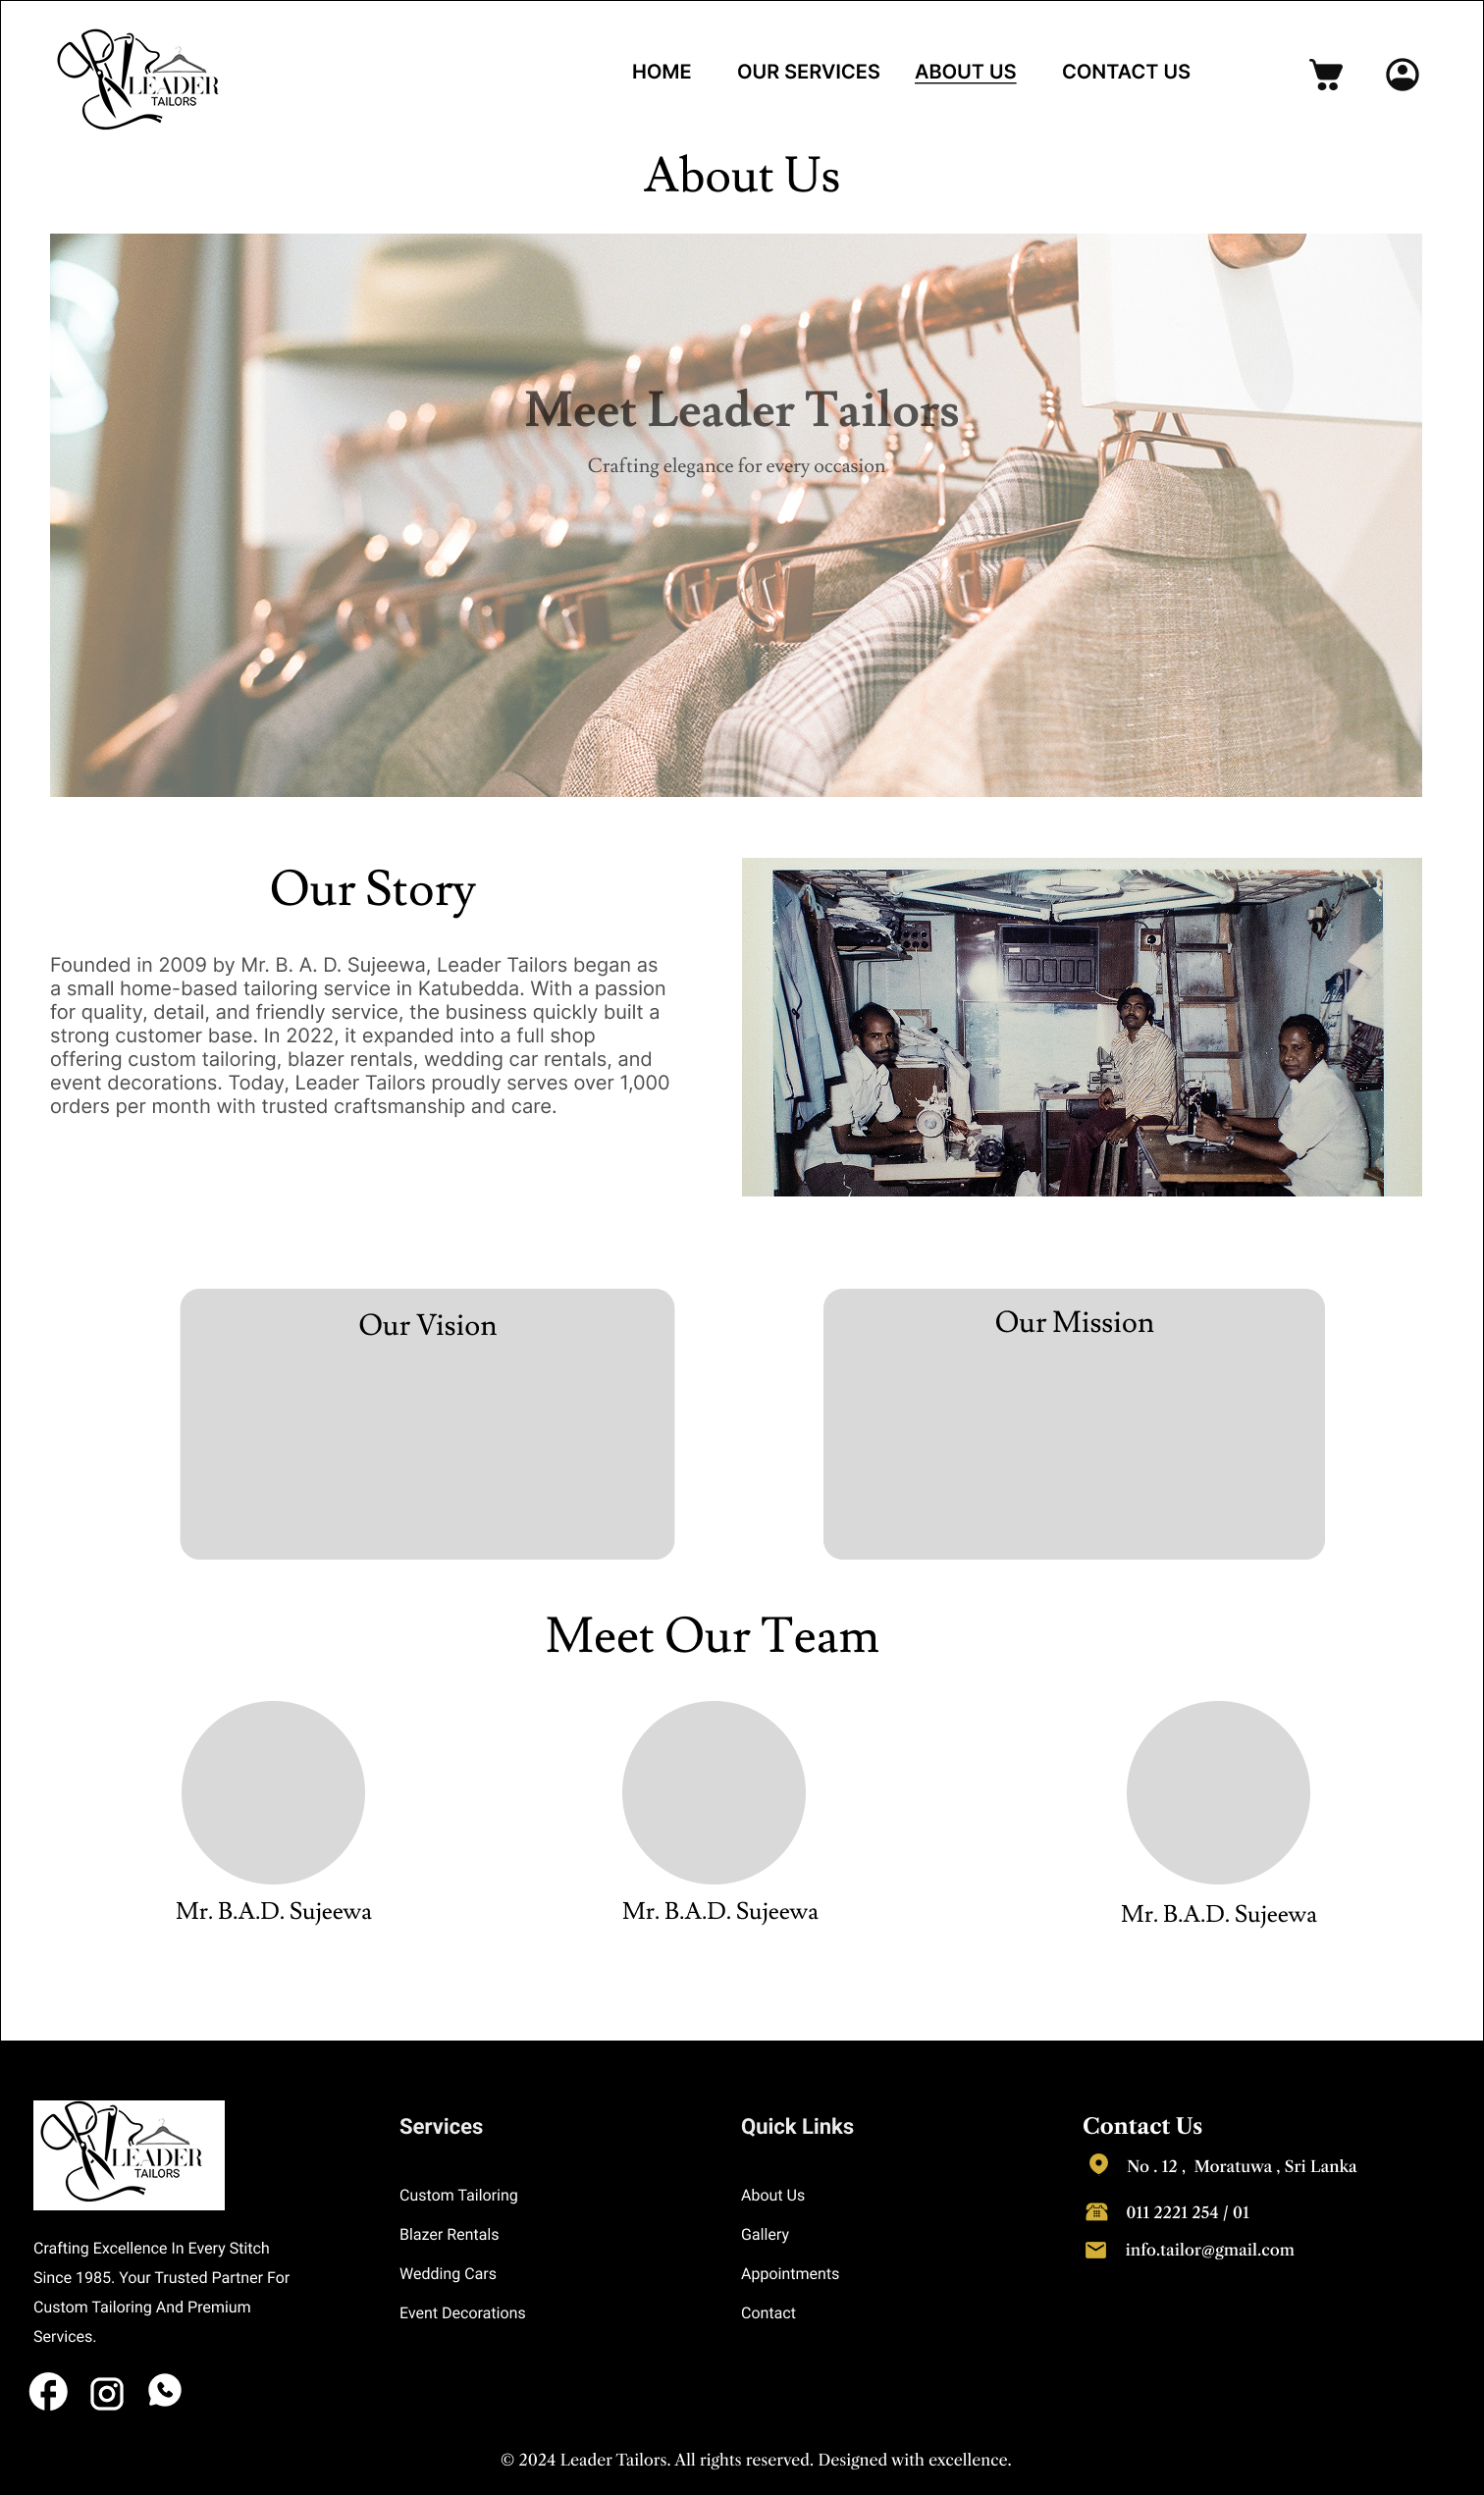 LEADER
TAILORS
HOME OUR SERVICES ABOUT US CONTACT US
About Us
Meet Leader Tailors
Crafting elegance for every occasion
Our Story
Founded in 2009 by Mr. B. A. D. Sujeewa, Leader Tailors began as
a small home-based tailoring service in Katubedda. With a passion
for quality, detail, and friendly service, the business quickly built a
strong customer base. In 2022, it expanded into a full shop
offering custom tailoring, blazer rentals, wedding car rentals, and
event decorations. Today, Leader Tailors proudly serves over 1,000
orders per month with trusted craftsmanship and care.
Our Vision
Our Mission
Meet Our Team
Mr. B.A.D. Sujeewa
Mr. B.A.D. Sujeewa
Mr. B.A.D. Sujeewa
LEADER
TAILORS
Crafting Excellence In Every Stitch
Since 1985. Your Trusted Partner For
Custom Tailoring And Premium
Services.
Services
Custom Tailoring
Blazer Rentals
Wedding Cars
Event Decorations
Quick Links
About Us
Gallery
Appointments
Contact
Contact Us
No . 12 , Moratuwa , Sri Lanka
011 2221 254 / 01
info.tailor@gmail.com
© 2024 Leader Tailors. All rights reserved. Designed with excellence.